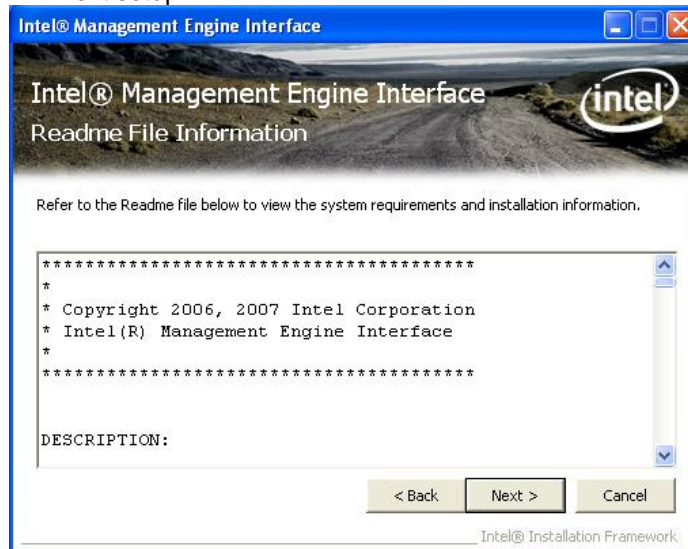 Intel® Management Engine Interface
Intel® Management Engine Interface
intel
Readme File Information
Refer to the Readme file below to view the system requirements and installation information.
****************************************
*
* Copyright 2006, 2007 Intel Corporation
* Intel(R) Management Engine Interface
*
****************************************
DESCRIPTION:
< Back
Next >
Cancel
Intel® Installation Framework